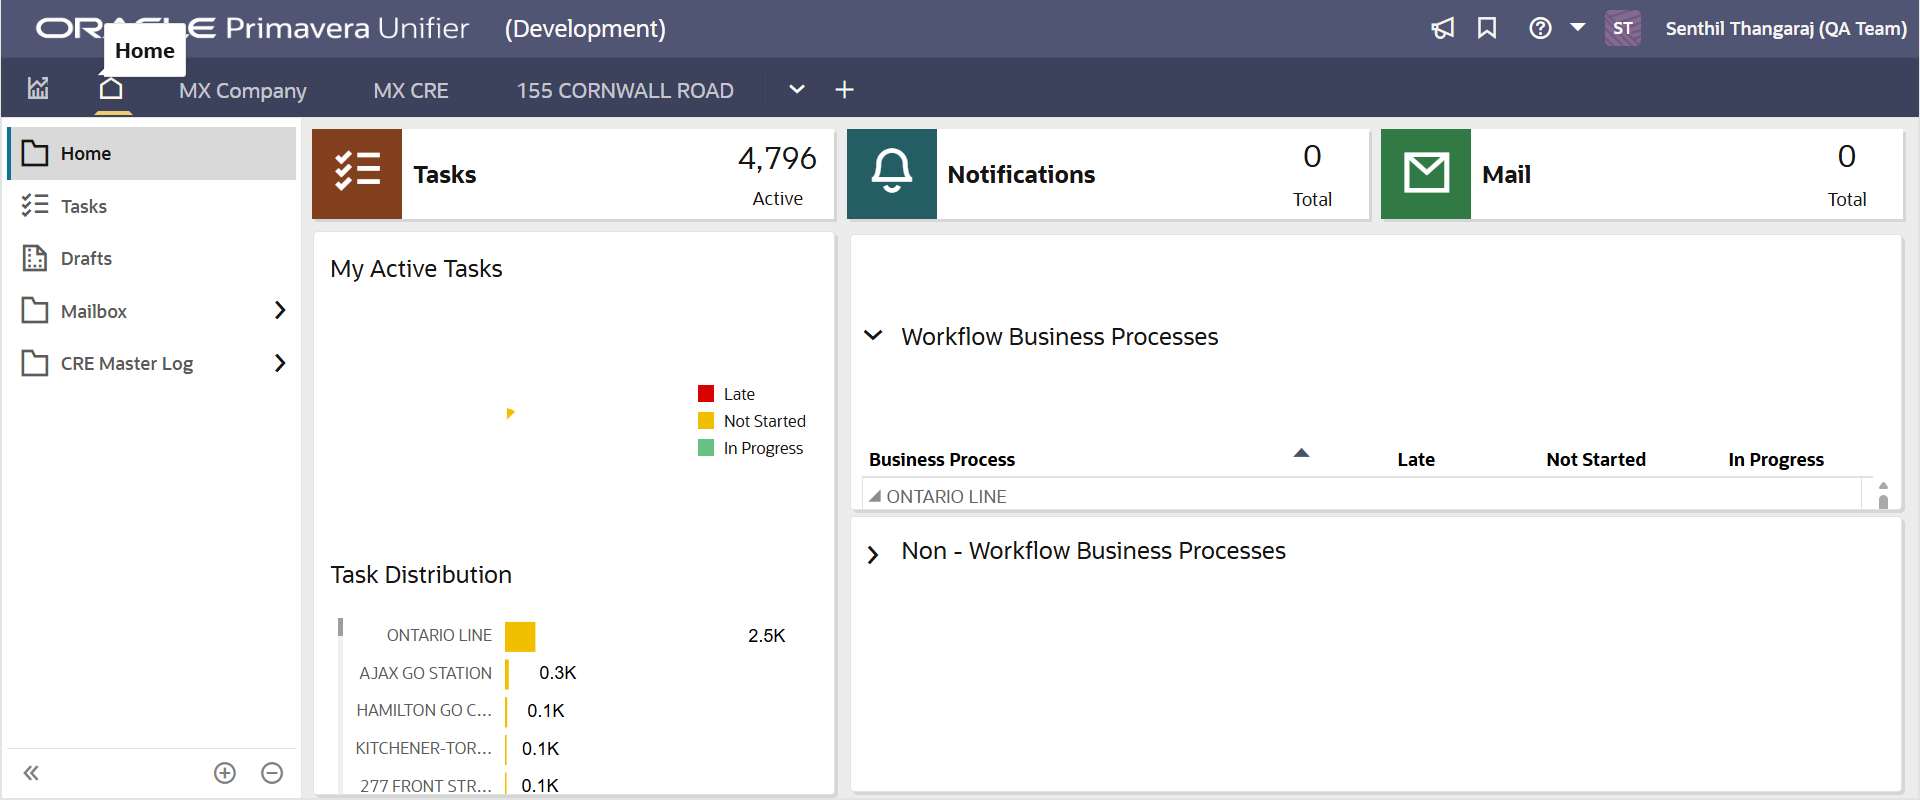 ORACLE Primavera Unifier (Development)
Home
ST
Senthil Thangaraj (QA Team)
MX Company
MX CRE
155 CORNWALL ROAD
Home
Tasks
Drafts
Mailbox
CRE Master Log
Tasks
4,796
Active
Notifications
0
Total
Mail
0
Total
My Active Tasks
Late
Not Started
In Progress
Task Distribution
ONTARIO LINE 2.5K
AJAX GO STATION 0.3K
HAMILTON GO C... 0.1K
KITCHENER-TOR... 0.1K
277 FRONT STR... 0.1K
Workflow Business Processes
Business Process Late Not Started In Progress
ONTARIO LINE
Non - Workflow Business Processes